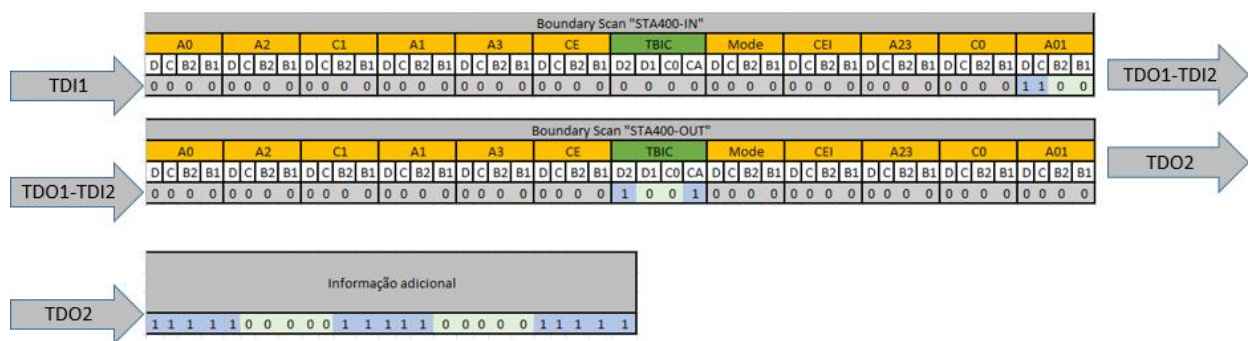 Boundary Scan "STA400-IN"
A0 A2 C1 A1 A3 CE TBIC Mode CEI A23 C0 A01
D C B2 B1 D C B2 B1 D C B2 B1 D C B2 B1 D C B2 B1 D C B2 B1 D2 D1 C0 CA D C B2 B1 D C B2 B1 D C B2 B1 D C B2 B1 D C B2 B1
TDI1
0 0 0 0 0 0 0 0 0 0 0 0 0 0 0 0 0 0 0 0 0 0 0 0 0 0 0 0 0 0 0 0 0 0 0 0 0 0 0 0 0 0 0 0 1 1 0 0
TDO1-TDI2
Boundary Scan "STA400-OUT"
A0 A2 C1 A1 A3 CE TBIC Mode CEI A23 C0 A01
D C B2 B1 D C B2 B1 D C B2 B1 D C B2 B1 D C B2 B1 D C B2 B1 D2 D1 C0 CA D C B2 B1 D C B2 B1 D C B2 B1 D C B2 B1 D C B2 B1
TDO1-TDI2
0 0 0 0 0 0 0 0 0 0 0 0 0 0 0 0 0 0 0 0 0 0 0 0 1 0 0 1 0 0 0 0 0 0 0 0 0 0 0 0 0 0 0 0 0 0 0 0
TDO2
Informação adicional
TDO2
1 1 1 1 1 0 0 0 0 0 1 1 1 1 1 0 0 0 0 0 1 1 1 1 1